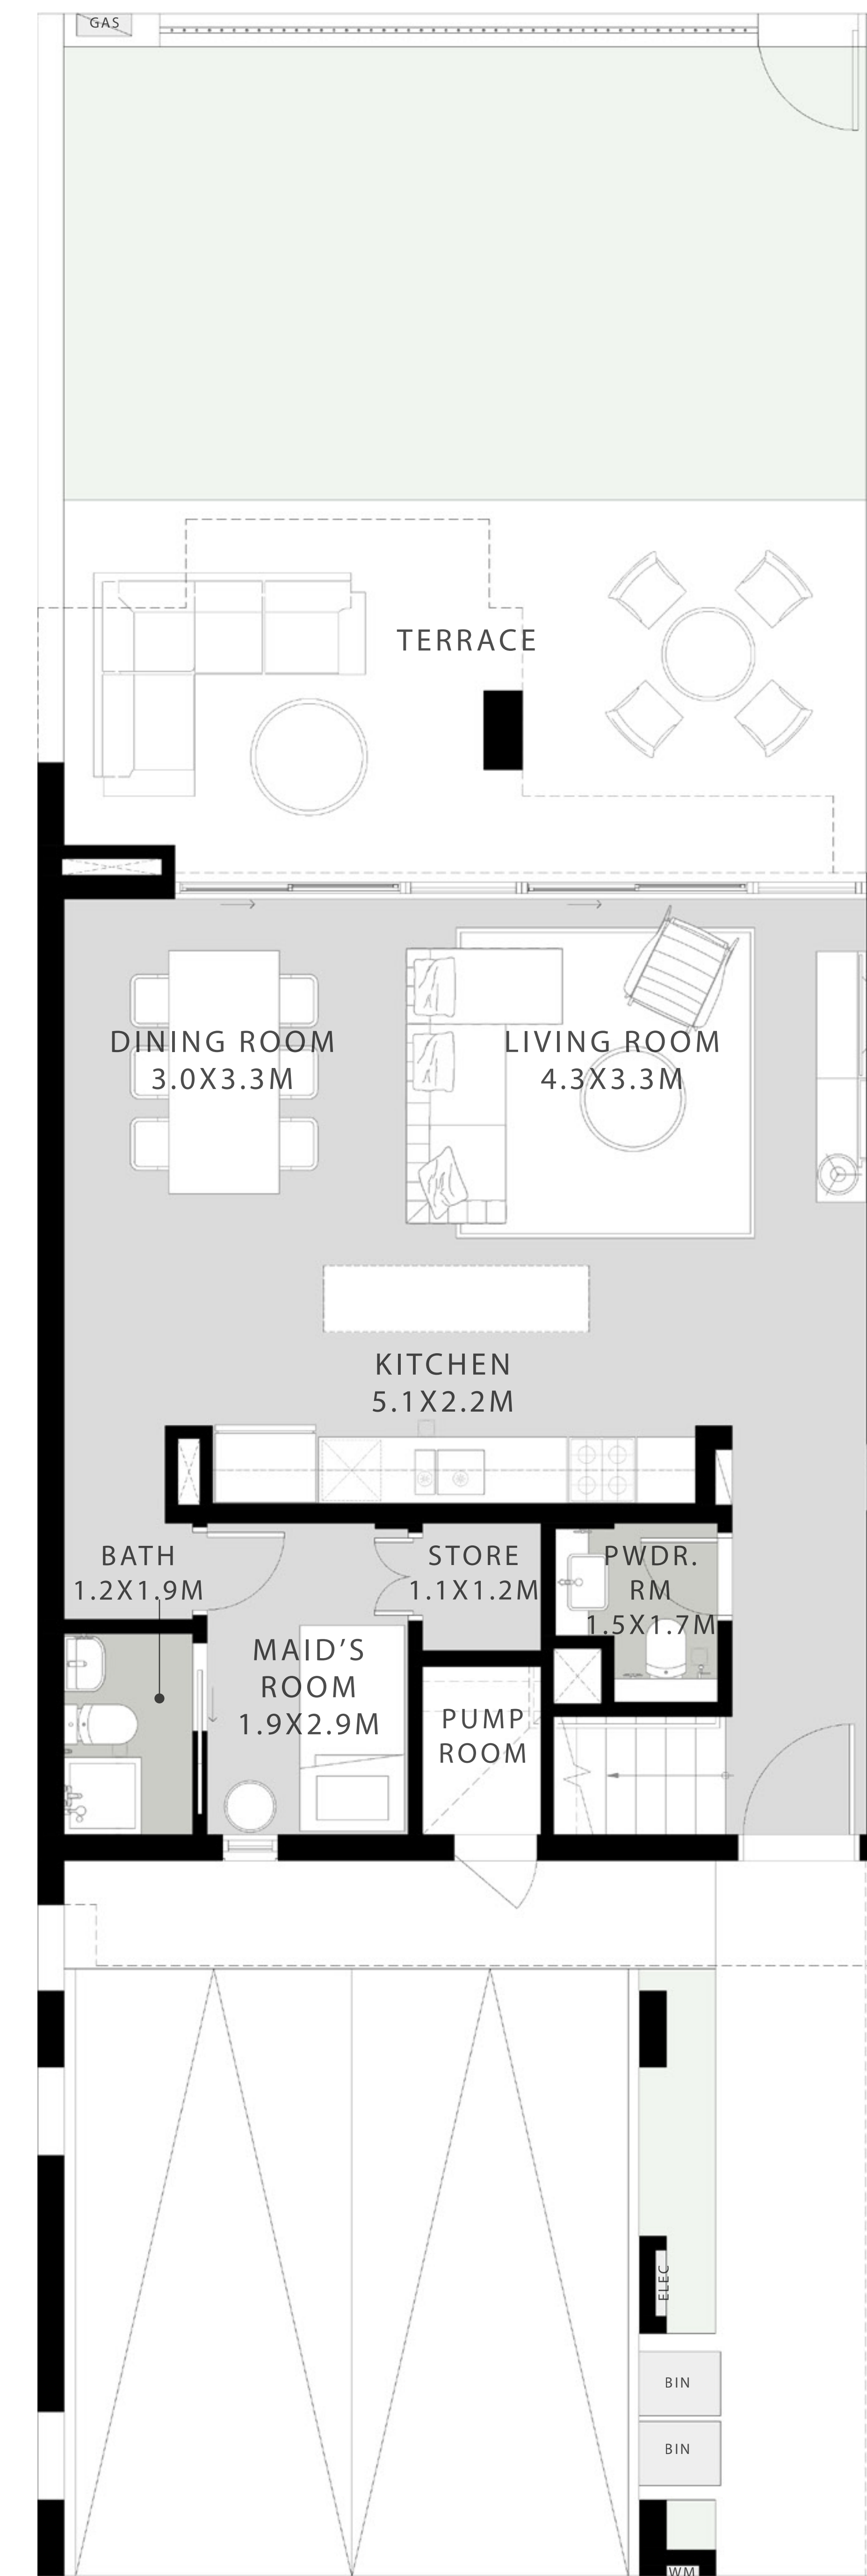 GAS
TERRACE
DINING ROOM
3.0X3.3M
LIVING ROOM
4.3X3.3M
KITCHEN
5.1X2.2M
BATH
1.2X1.9M
STORE
1.1X1.2M
PWDR.
RM
1.5X1.7M
MAID’S
ROOM
1.9X2.9M
PUMP
ROOM
ELEC
BIN
BIN
WM